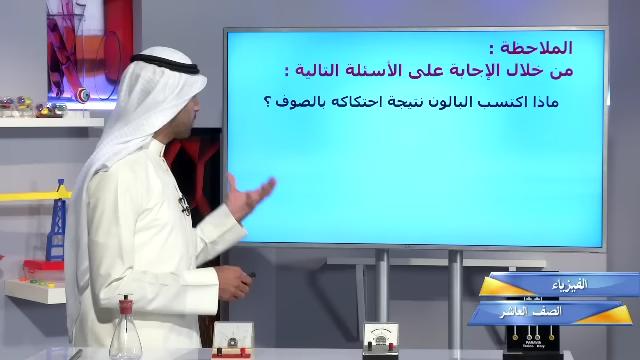 الملاحظة :
من خلال الإجابة على الأسئلة التالية :
ماذا اكتسب البالون نتيجة احتكاكه بالصوف ؟
الفيزياء
الصف العاشر